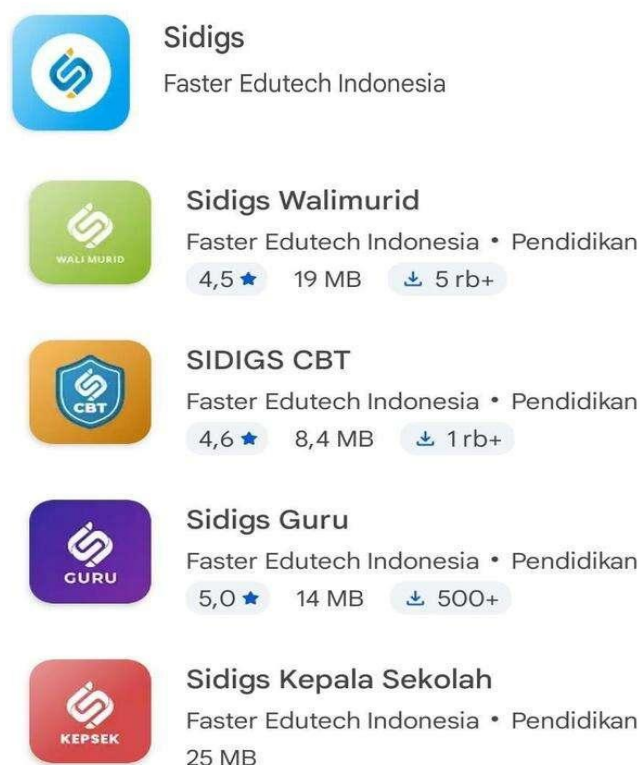 Sidigs
Faster Edutech Indonesia
WALI MURID
Sidigs Walimurid
Faster Edutech Indonesia • Pendidikan
4,5 ★ 19 MB 5 rb+
CBT
SIDIGS CBT
Faster Edutech Indonesia • Pendidikan
4,6 ★ 8,4 MB 1 rb+
GURU
Sidigs Guru
Faster Edutech Indonesia • Pendidikan
5,0 ★ 14 MB 500+
KEPSEK
Sidigs Kepala Sekolah
Faster Edutech Indonesia • Pendidikan
25 MB